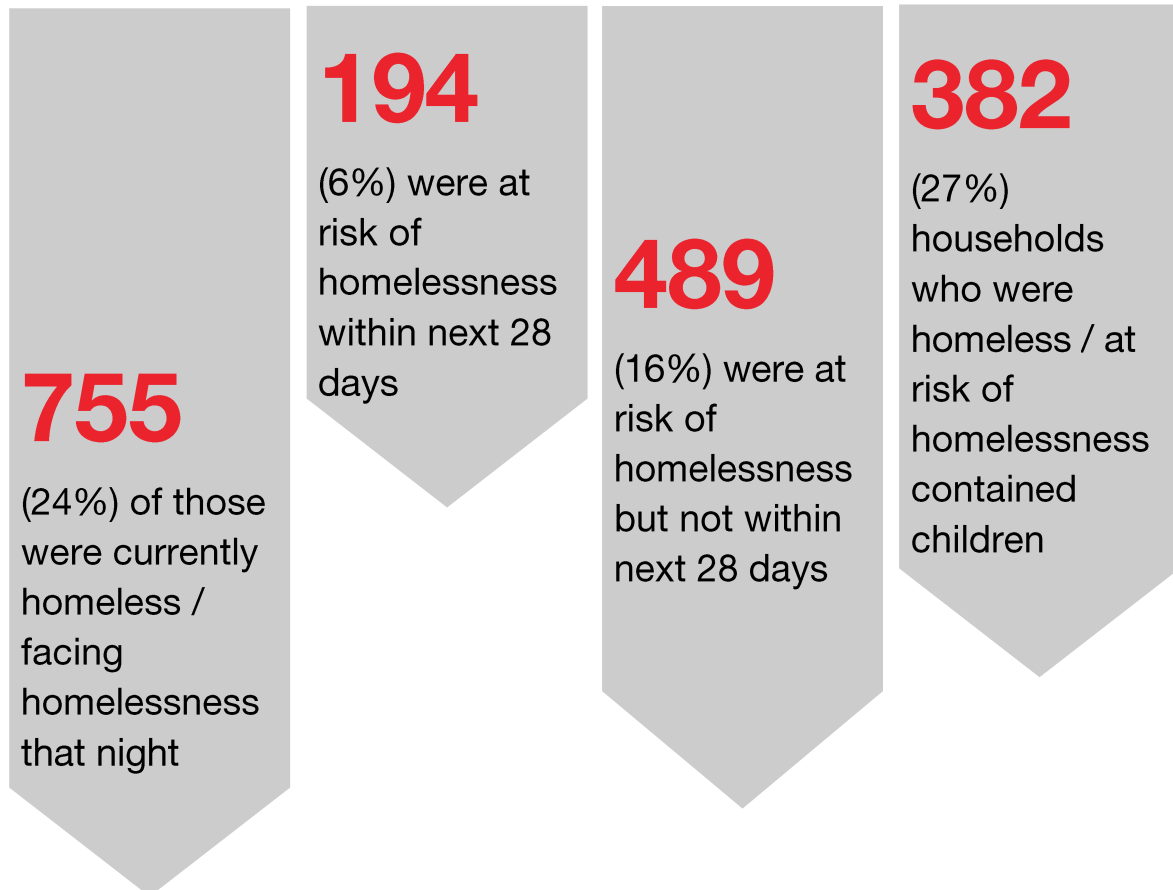 755
(24%) of those
were currently
homeless /
facing
homelessness
that night
194
(6%) were at
risk of
homelessness
within next 28
days
489
(16%) were at
risk of
homelessness
but not within
next 28 days
382
(27%)
households
who were
homeless / at
risk of
homelessness
contained
children